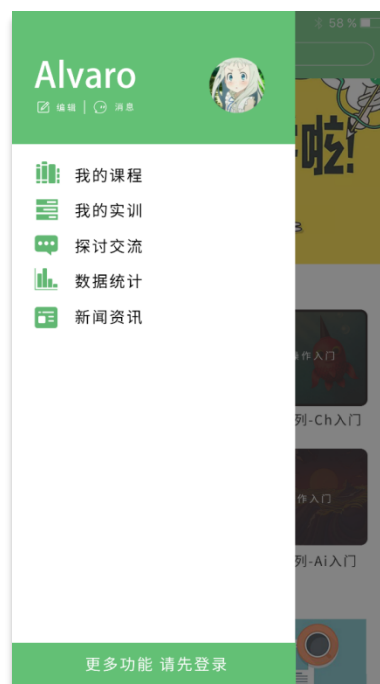 58%
Alvaro
编辑 | 消息
啦!
我的课程
我的实训
探讨交流
数据统计
新闻资讯
操作入门
列-Ch入门
作入门
列-Ai入门
更多功能 请先登录